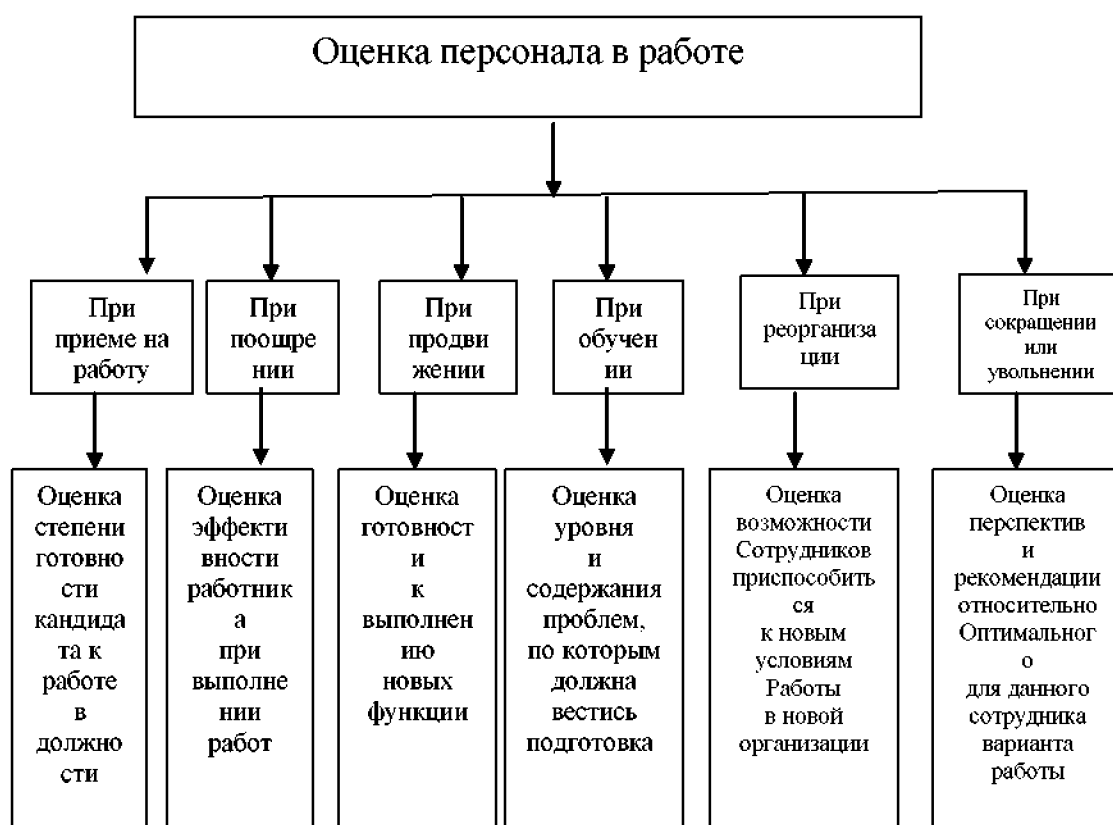 Оценка персонала в работе
При
приеме на
работу
При
поощре
нии
При
продви
жении
При
обучен
ии
При
реорганиза
ции
При
сокращении
или
увольнении
Оценка
степени
готовно
сти
кандида
та к
работе
в
должно
сти
Оценка
эффекти
вности
работник
а
при
выполне
нии
работ
Оценка
готовност
и
к
выполнен
ию
новых
функции
Оценка
уровня
и
содержания
проблем,
по которым
должна
вестись
подготовка
Оценка
возможности
Сотрудников
приспособить
ся
к новым
условиям
Работы
в новой
организации
Оценка
перспектив
и
рекомендации
относительно
Оптимальног
о
для данного
сотрудника
варианта
работы